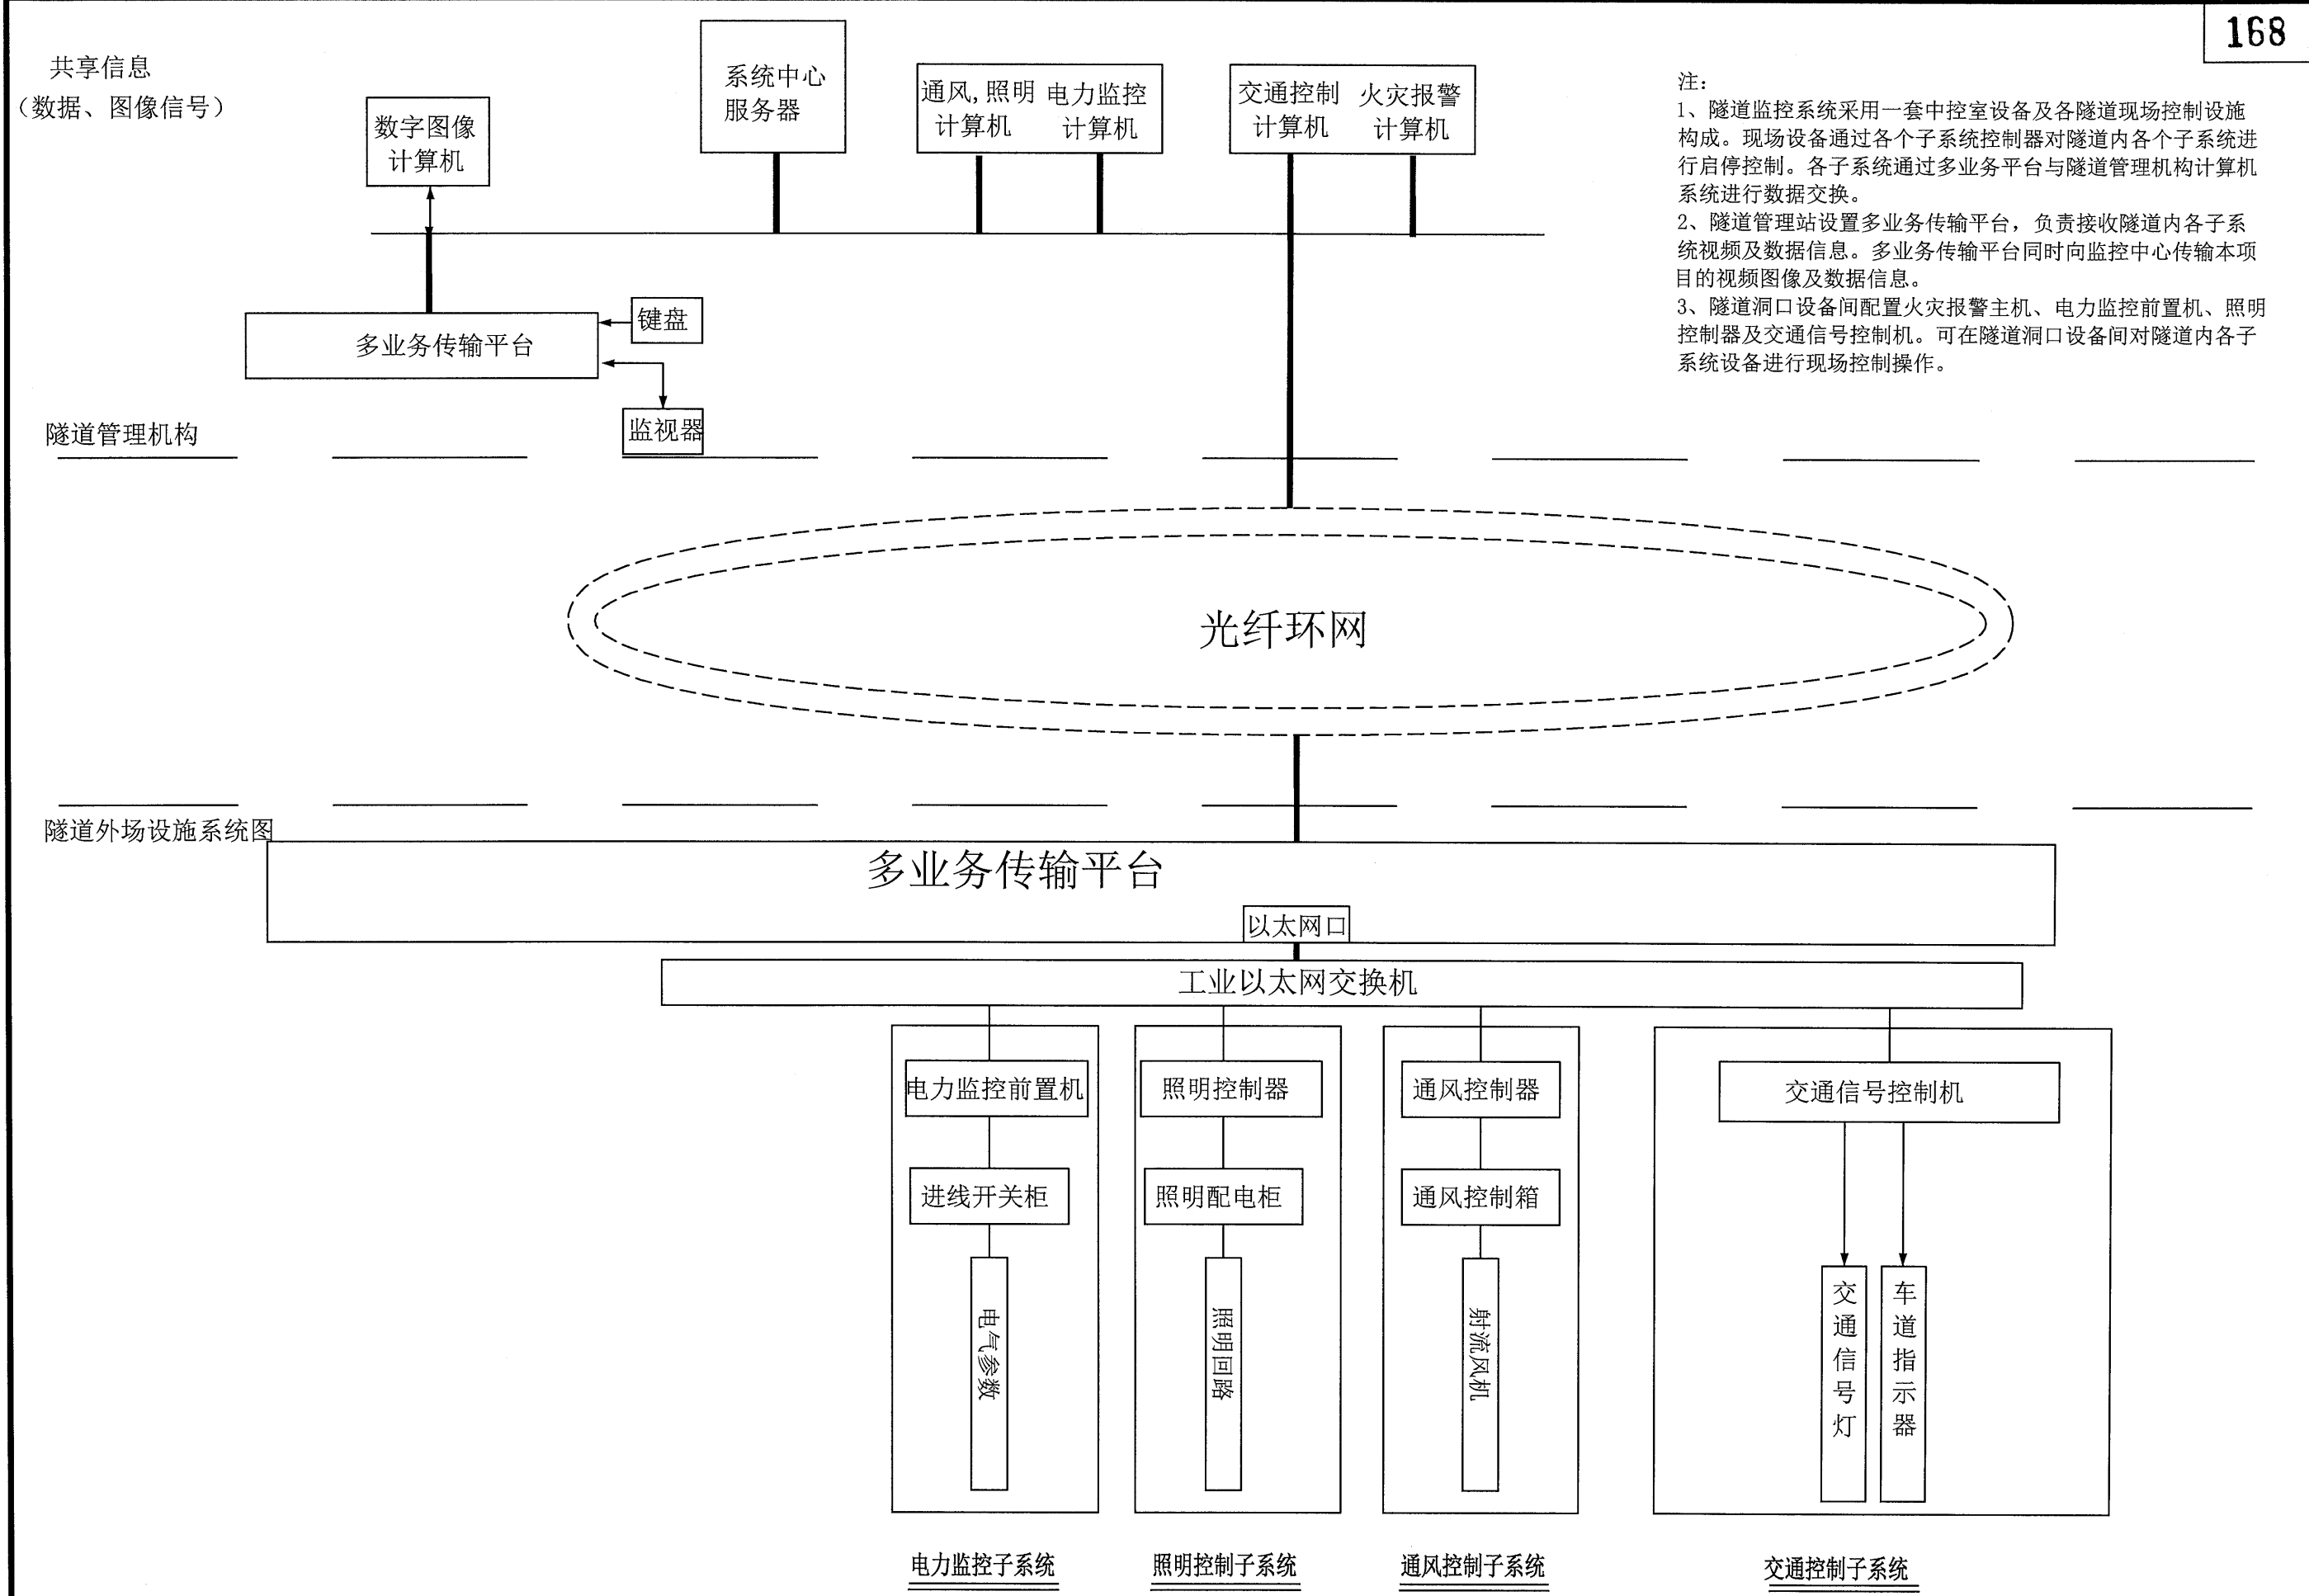 168
共享信息
（数据、图像信号）
数字图像
计算机
系统中心
服务器
通风,照明
计算机
电力监控
计算机
交通控制
计算机
火灾报警
计算机
注：
1、隧道监控系统采用一套中控室设备及各隧道现场控制设施
构成。现场设备通过各个子系统控制器对隧道内各个子系统进
行启停控制。各子系统通过多业务平台与隧道管理机构计算机
系统进行数据交换。
2、隧道管理站设置多业务传输平台，负责接收隧道内各子系
统视频及数据信息。多业务传输平台同时向监控中心传输本项
目的视频图像及数据信息。
3、隧道洞口设备间配置火灾报警主机、电力监控前置机、照明
控制器及交通信号控制机。可在隧道洞口设备间对隧道内各子
系统设备进行现场控制操作。
多业务传输平台
键盘
监视器
隧道管理机构
光纤环网
隧道外场设施系统图
多业务传输平台
以太网口
工业以太网交换机
电力监控前置机
照明控制器
通风控制器
交通信号控制机
进线开关柜
照明配电柜
通风控制箱
电气参数
照明回路
射流风机
交通信号灯
车道指示器
电力监控子系统
照明控制子系统
通风控制子系统
交通控制子系统